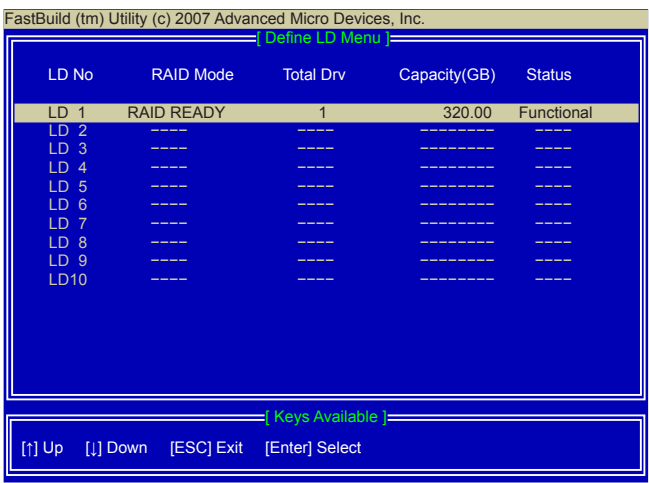 FastBuild (tm) Utility (c) 2007 Advanced Micro Devices, Inc.
[ Define LD Menu ]
LD No RAID Mode Total Drv Capacity(GB) Status
LD 1 RAID READY 1 320.00 Functional
LD 2 ---- ---- -------- ----
LD 3 ---- ---- -------- ----
LD 4 ---- ---- -------- ----
LD 5 ---- ---- -------- ----
LD 6 ---- ---- -------- ----
LD 7 ---- ---- -------- ----
LD 8 ---- ---- -------- ----
LD 9 ---- ---- -------- ----
LD10 ---- ---- -------- ----
[ Keys Available ]
[↑] Up [↓] Down [ESC] Exit [Enter] Select